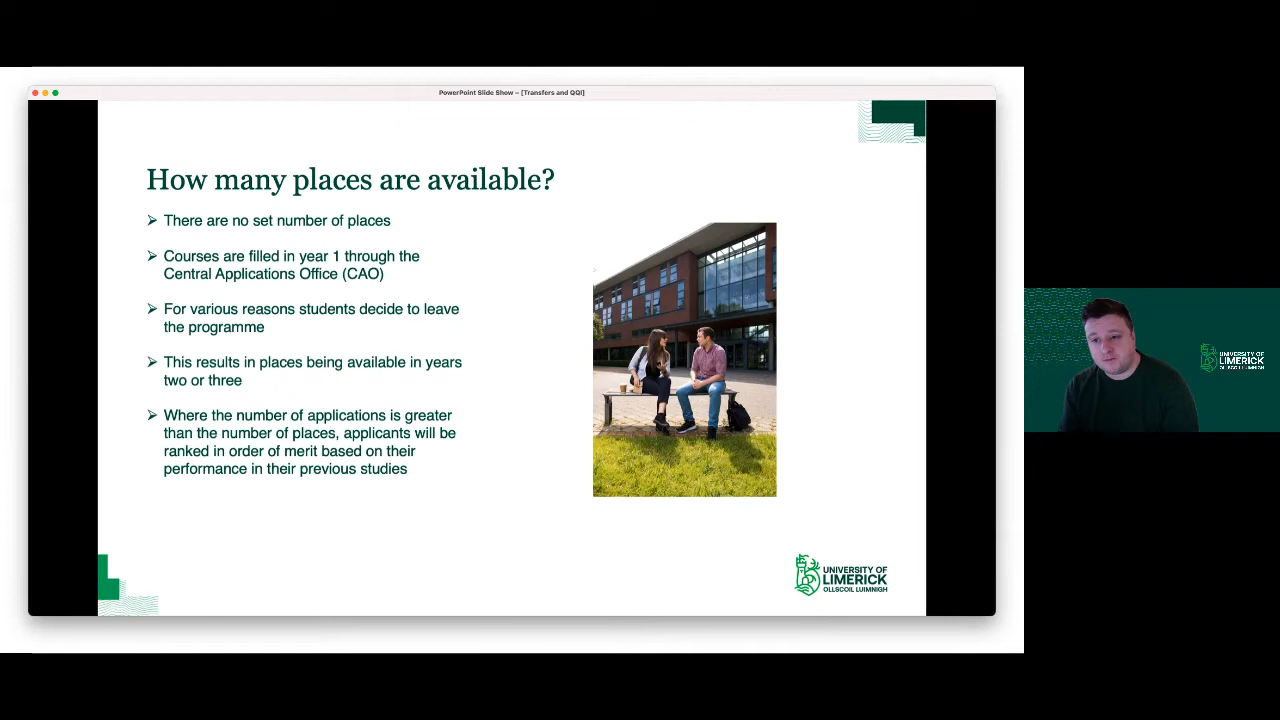 PowerPoint Slide Show – [Transfers and QQI]
How many places are available?
➢ There are no set number of places
➢ Courses are filled in year 1 through the
Central Applications Office (CAO)
➢ For various reasons students decide to leave
the programme
➢ This results in places being available in years
two or three
➢ Where the number of applications is greater
than the number of places, applicants will be
ranked in order of merit based on their
performance in their previous studies
UNIVERSITY OF
LIMERICK
OLLSCOIL LUIMNIGH
UNIVERSITY OF
LIMERICK
OLLSCOIL LUIMNIGH